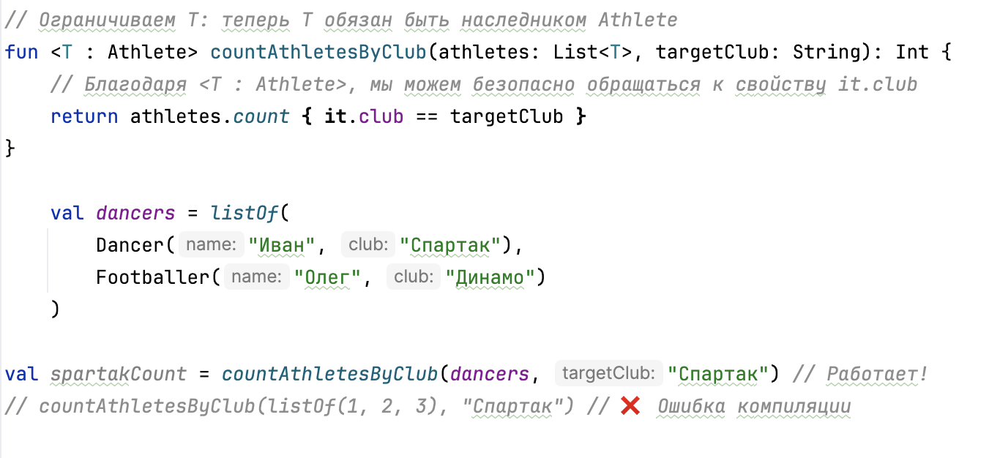 // Ограничиваем T: теперь T обязан быть наследником Athlete
fun <T : Athlete> countAthletesByClub(athletes: List<T>, targetClub: String): Int {
    // Благодаря <T : Athlete>, мы можем безопасно обращаться к свойству it.club
    return athletes.count { it.club == targetClub }
}
    val dancers = listOf(
        Dancer( name: "Иван", club: "Спартак"),
        Footballer( name: "Олег", club: "Динамо")
    )
val spartakCount = countAthletesByClub(dancers, targetClub: "Спартак") // Работает!
// countAthletesByClub(listOf(1, 2, 3), "Спартак") // ❌ Ошибка компиляции